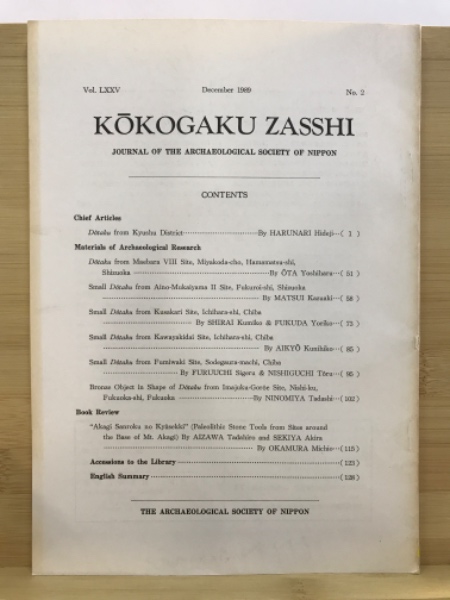 Vol. LXXV December 1989 No. 2
KŌKOGAKU ZASSHI
JOURNAL OF THE ARCHAEOLOGICAL SOCIETY OF NIPPON
CONTENTS
Chief Articles
Dōtaku from Kyushu District……………………By HARUNARI Hideji…( 1 )
Materials of Archaeological Research
Dōtaku from Maehara VIII Site, Miyakoda-cho, Hamamatsu-shi,
Shizuoka ……………………………………By ŌTA Yoshiharu…( 51 )
Small Dōtaku from Aino-Mukaiyama II Site, Fukuroi-shi, Shizuoka
……………………………………………… By MATSUI Kazuaki…( 58 )
Small Dōtaku from Kusakari Site, Ichihara-shi, Chiba
……………………… By SHIRAI Kumiko & FUKUDA Yoriko…( 73 )
Small Dōtaku from Kawayakidai Site, Ichihara-shi, Chiba
……………………………………………… By AIKYŌ Kunihiko…( 85 )
Small Dōtaku from Fumiwaki Site, Sodegaura-machi, Chiba
…………………… By FURUUCHI Sigeru & NISHIGUCHI Tōru…( 95 )
Bronze Object in Shape of Dōtaku from Imajuku-Gorōe Site, Nishi-ku,
Fukuoka-shi, Fukuoka ……………………By NINOMIYA Tadashi…(102)
Book Review
"Akagi Sanroku no Kyūsekki" (Paleolithic Stone Tools from Sites around
the Base of Mt. Akagi) By AIZAWA Tadahiro and SEKIYA Akira
……………………………………………… By OKAMURA Michio…(115)
Accessions to the Library………………………………………………(123)
English Summary………………………………………………………(128)
THE ARCHAEOLOGICAL SOCIETY OF NIPPON